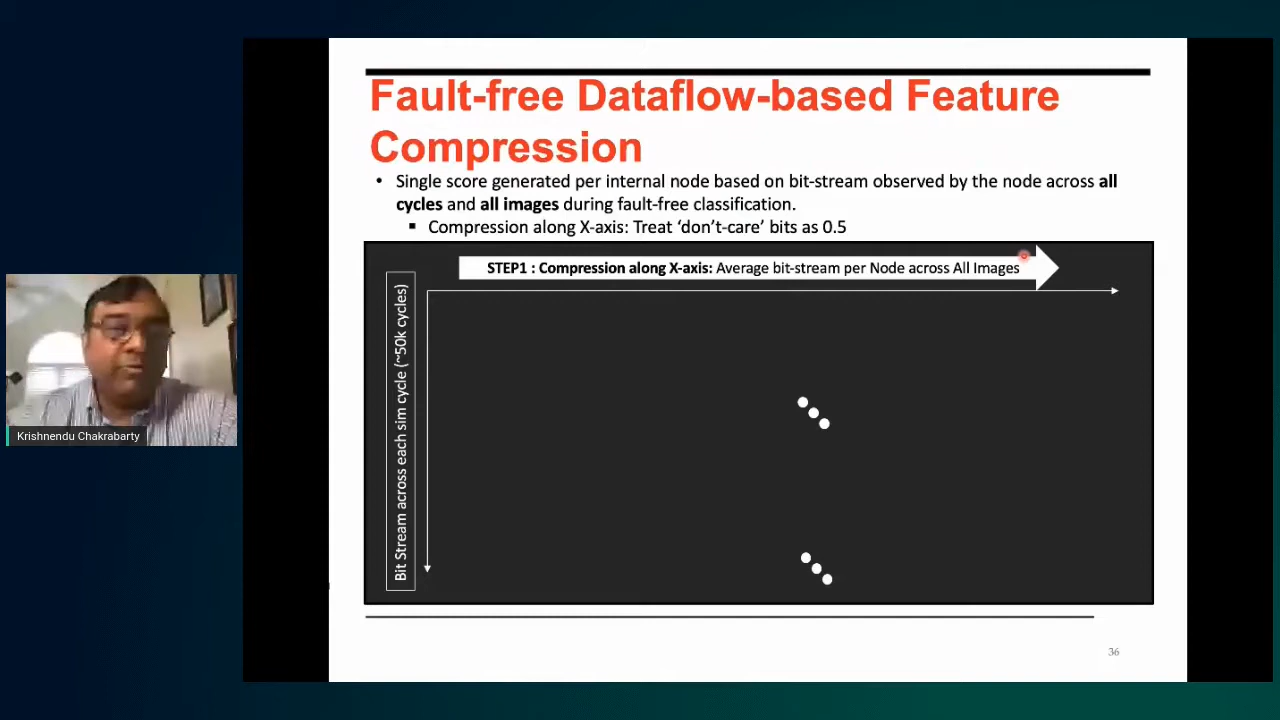 Fault-free Dataflow-based Feature
Compression
• Single score generated per internal node based on bit-stream observed by the node across all
cycles and all images during fault-free classification.
▪ Compression along X-axis: Treat ‘don’t-care’ bits as 0.5
STEP1 : Compression along X-axis: Average bit-stream per Node across All Images
Bit Stream across each sim cycle (~50k cycles)
Krishnendu Chakrabarty
36